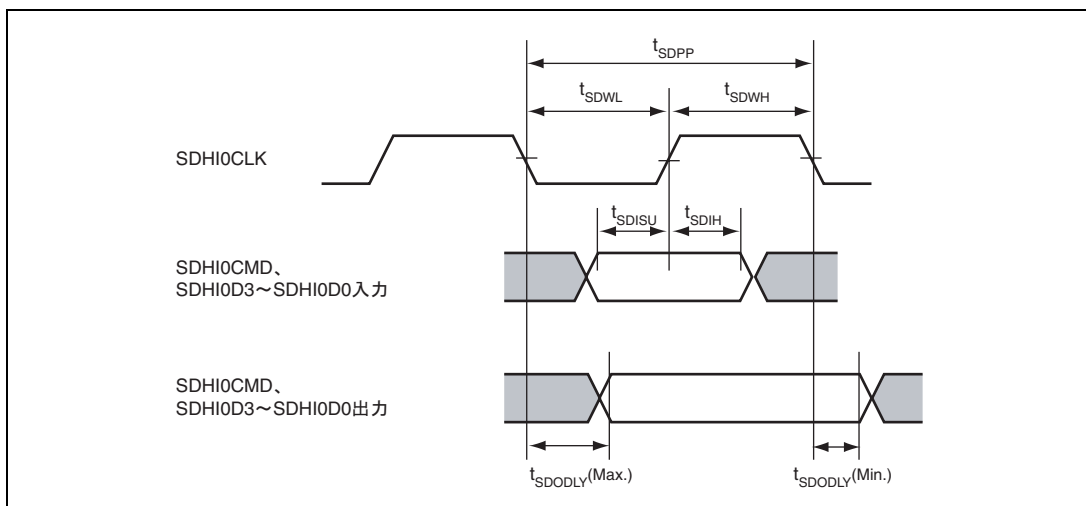 tSDPP
tSDWL
tSDWH
SDHI0CLK
tSDISU
tSDIH
SDHI0CMD、
SDHI0D3～SDHI0D0入力
SDHI0CMD、
SDHI0D3～SDHI0D0出力
tSDODLY(Max.)
tSDODLY(Min.)